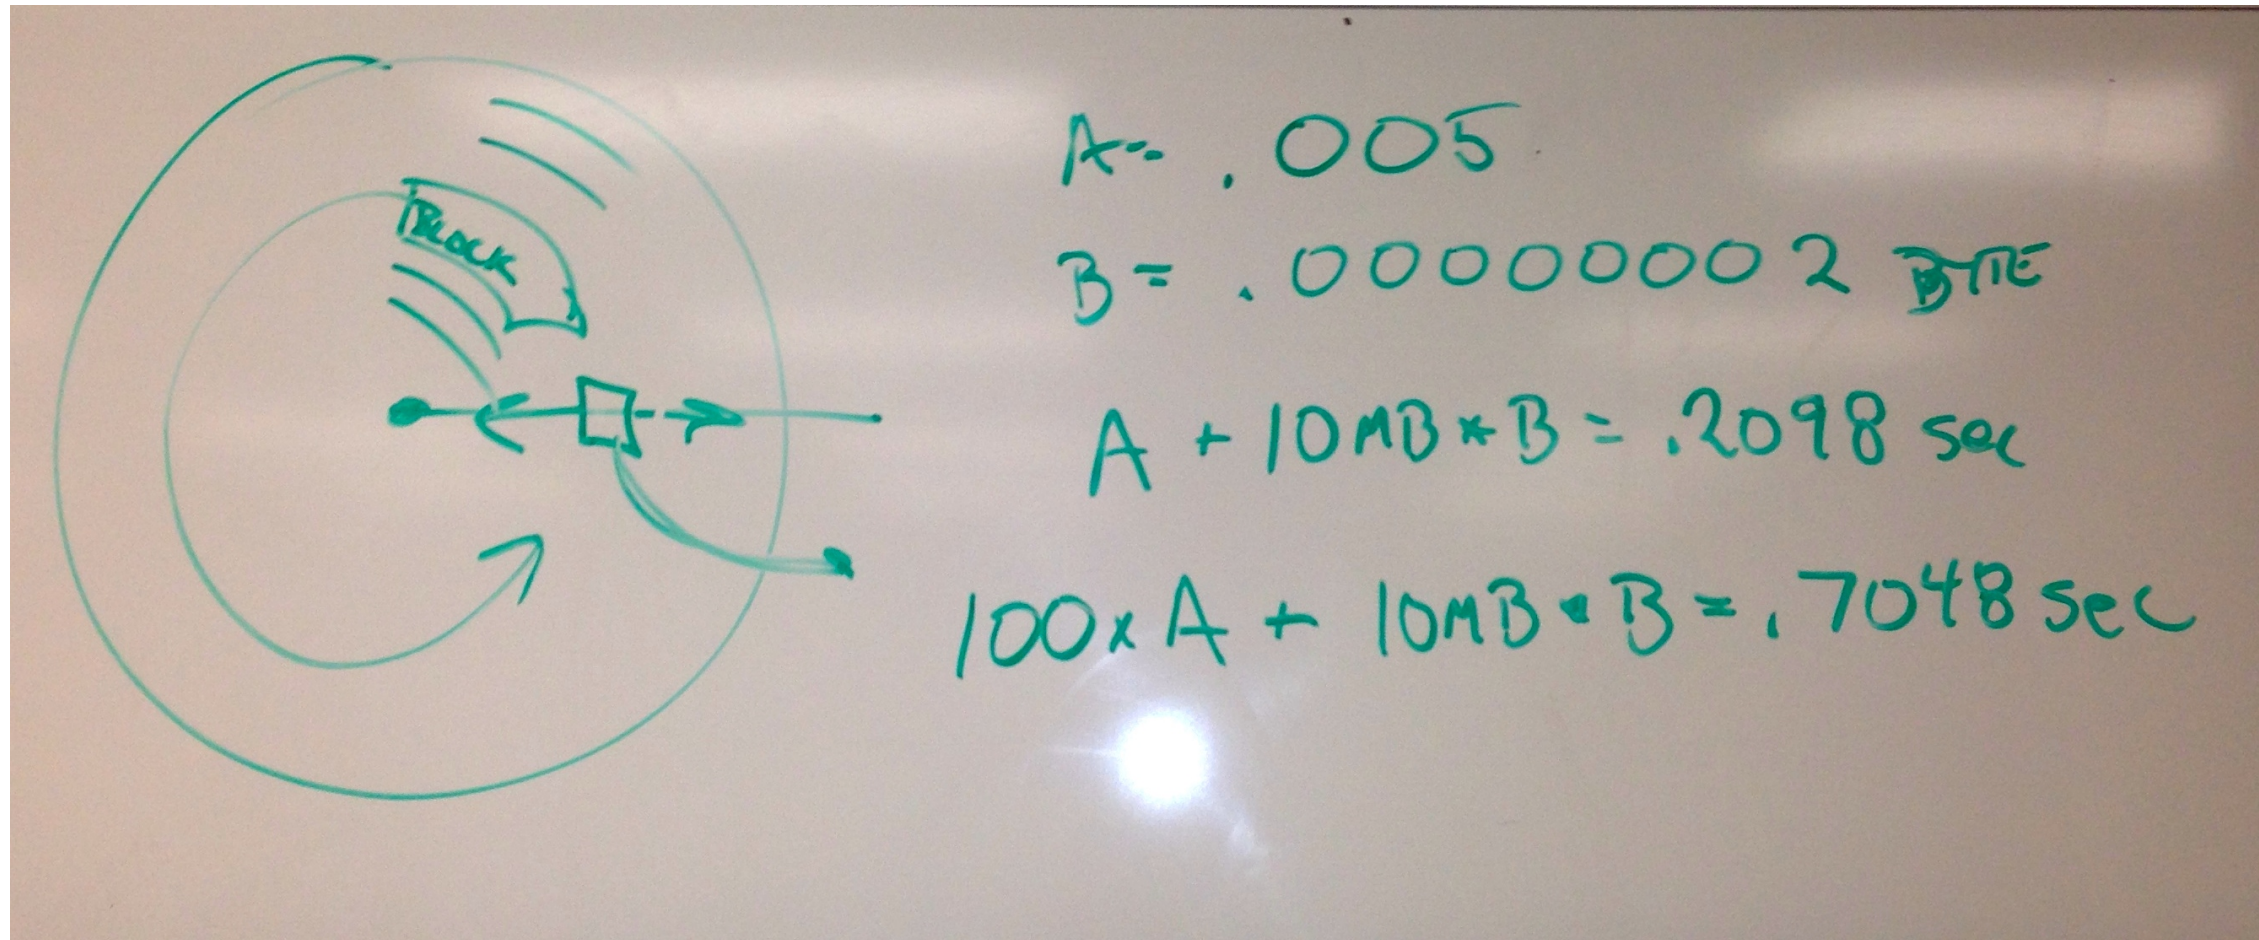 BLOCK
A= .005
B = .00000002 BYTE
A + 10MB * B = .2098 sec
100 x A + 10MB * B = .7048 sec